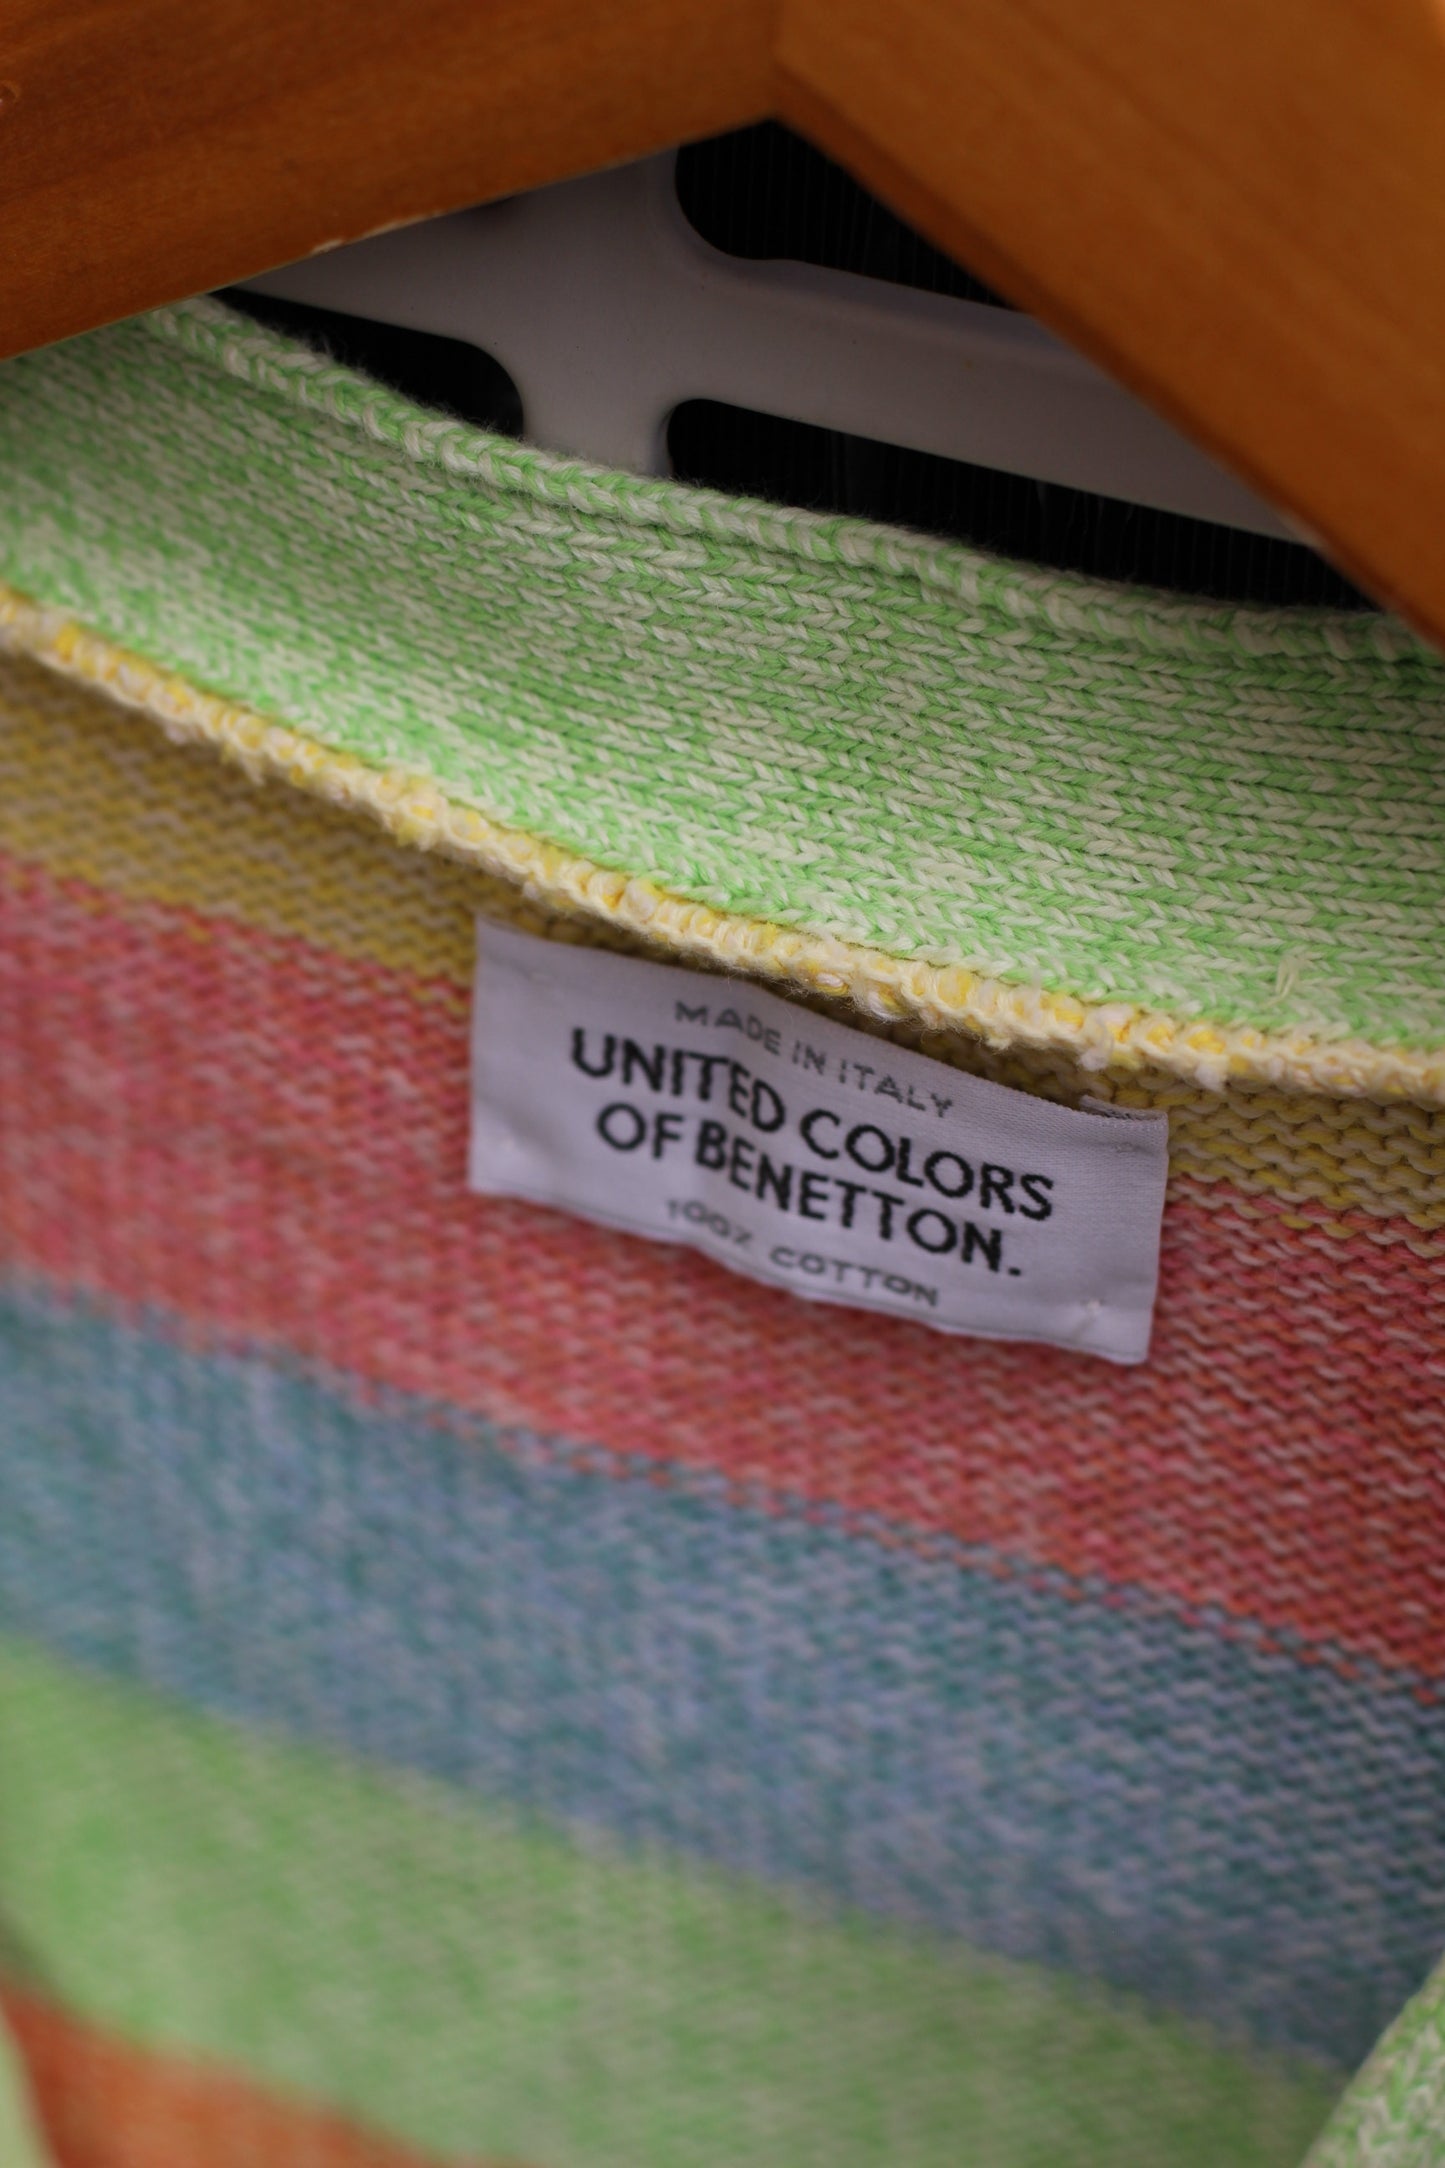 MADE IN ITALY
UNITED COLORS
OF BENETTON.
100% COTTON